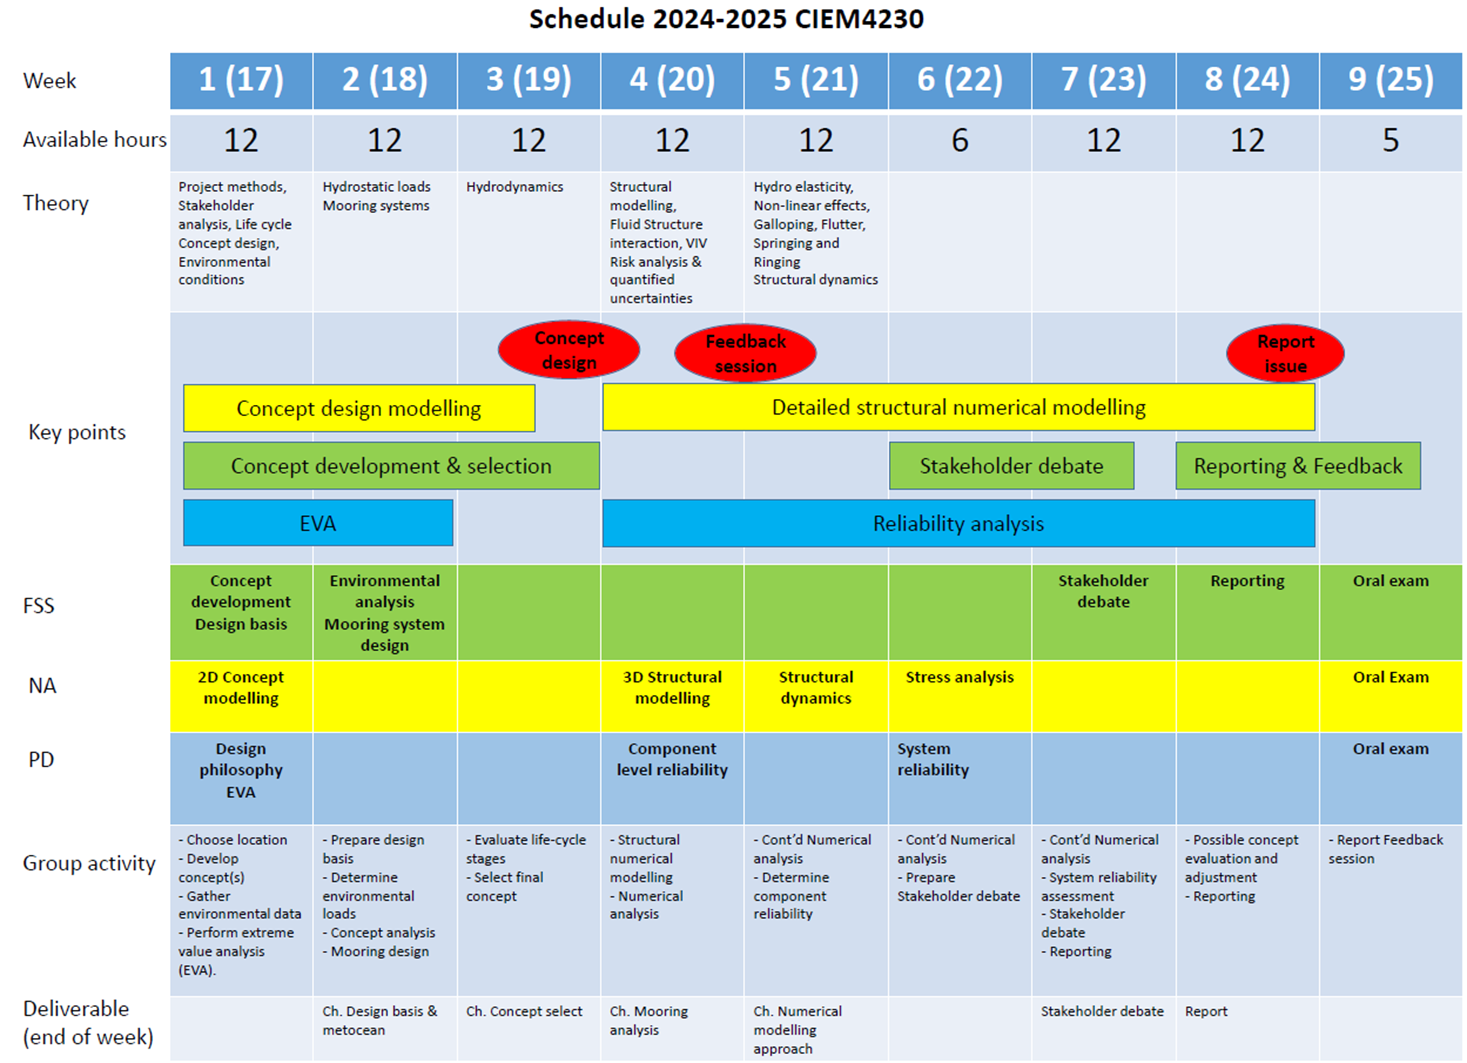 Schedule 2024-2025 CIEM4230
Week
1 (17)
2 (18)
3 (19)
4 (20)
5 (21)
6 (22)
7 (23)
8 (24)
9 (25)
Available hours
12
12
12
12
12
6
12
12
5
Theory
Project methods,
Stakeholder
analysis, Life cycle
Concept design,
Environmental
conditions
Hydrostatic loads
Mooring systems
Hydrodynamics
Structural
modelling,
Fluid Structure
interaction, VIV
Risk analysis &
quantified
uncertainties
Hydro elasticity,
Non-linear effects,
Galloping, Flutter,
Springing and
Ringing
Structural dynamics
Key points
Concept
design
Feedback
session
Report
issue
Concept design modelling
Detailed structural numerical modelling
Concept development & selection
Stakeholder debate
Reporting & Feedback
EVA
Reliability analysis
FSS
Concept
development
Design basis
Environmental
analysis
Mooring system
design
Stakeholder
debate
Reporting
Oral exam
NA
2D Concept
modelling
3D Structural
modelling
Structural
dynamics
Stress analysis
Oral Exam
PD
Design
philosophy
EVA
Component
level reliability
System
reliability
Oral exam
Group activity
- Choose location
- Develop
concept(s)
- Gather
environmental data
- Perform extreme
value analysis
(EVA).
- Prepare design
basis
- Determine
environmental
loads
- Concept analysis
- Mooring design
- Evaluate life-cycle
stages
- Select final
concept
- Structural
numerical
modelling
- Numerical
analysis
- Cont’d Numerical
analysis
- Determine
component
reliability
- Cont’d Numerical
analysis
- Prepare
Stakeholder debate
- Cont’d Numerical
analysis
- System reliability
assessment
- Stakeholder
debate
- Reporting
- Possible concept
evaluation and
adjustment
- Reporting
- Report Feedback
session
Deliverable
(end of week)
Ch. Design basis &
metocean
Ch. Concept select
Ch. Mooring
analysis
Ch. Numerical
modelling
approach
Stakeholder debate
Report